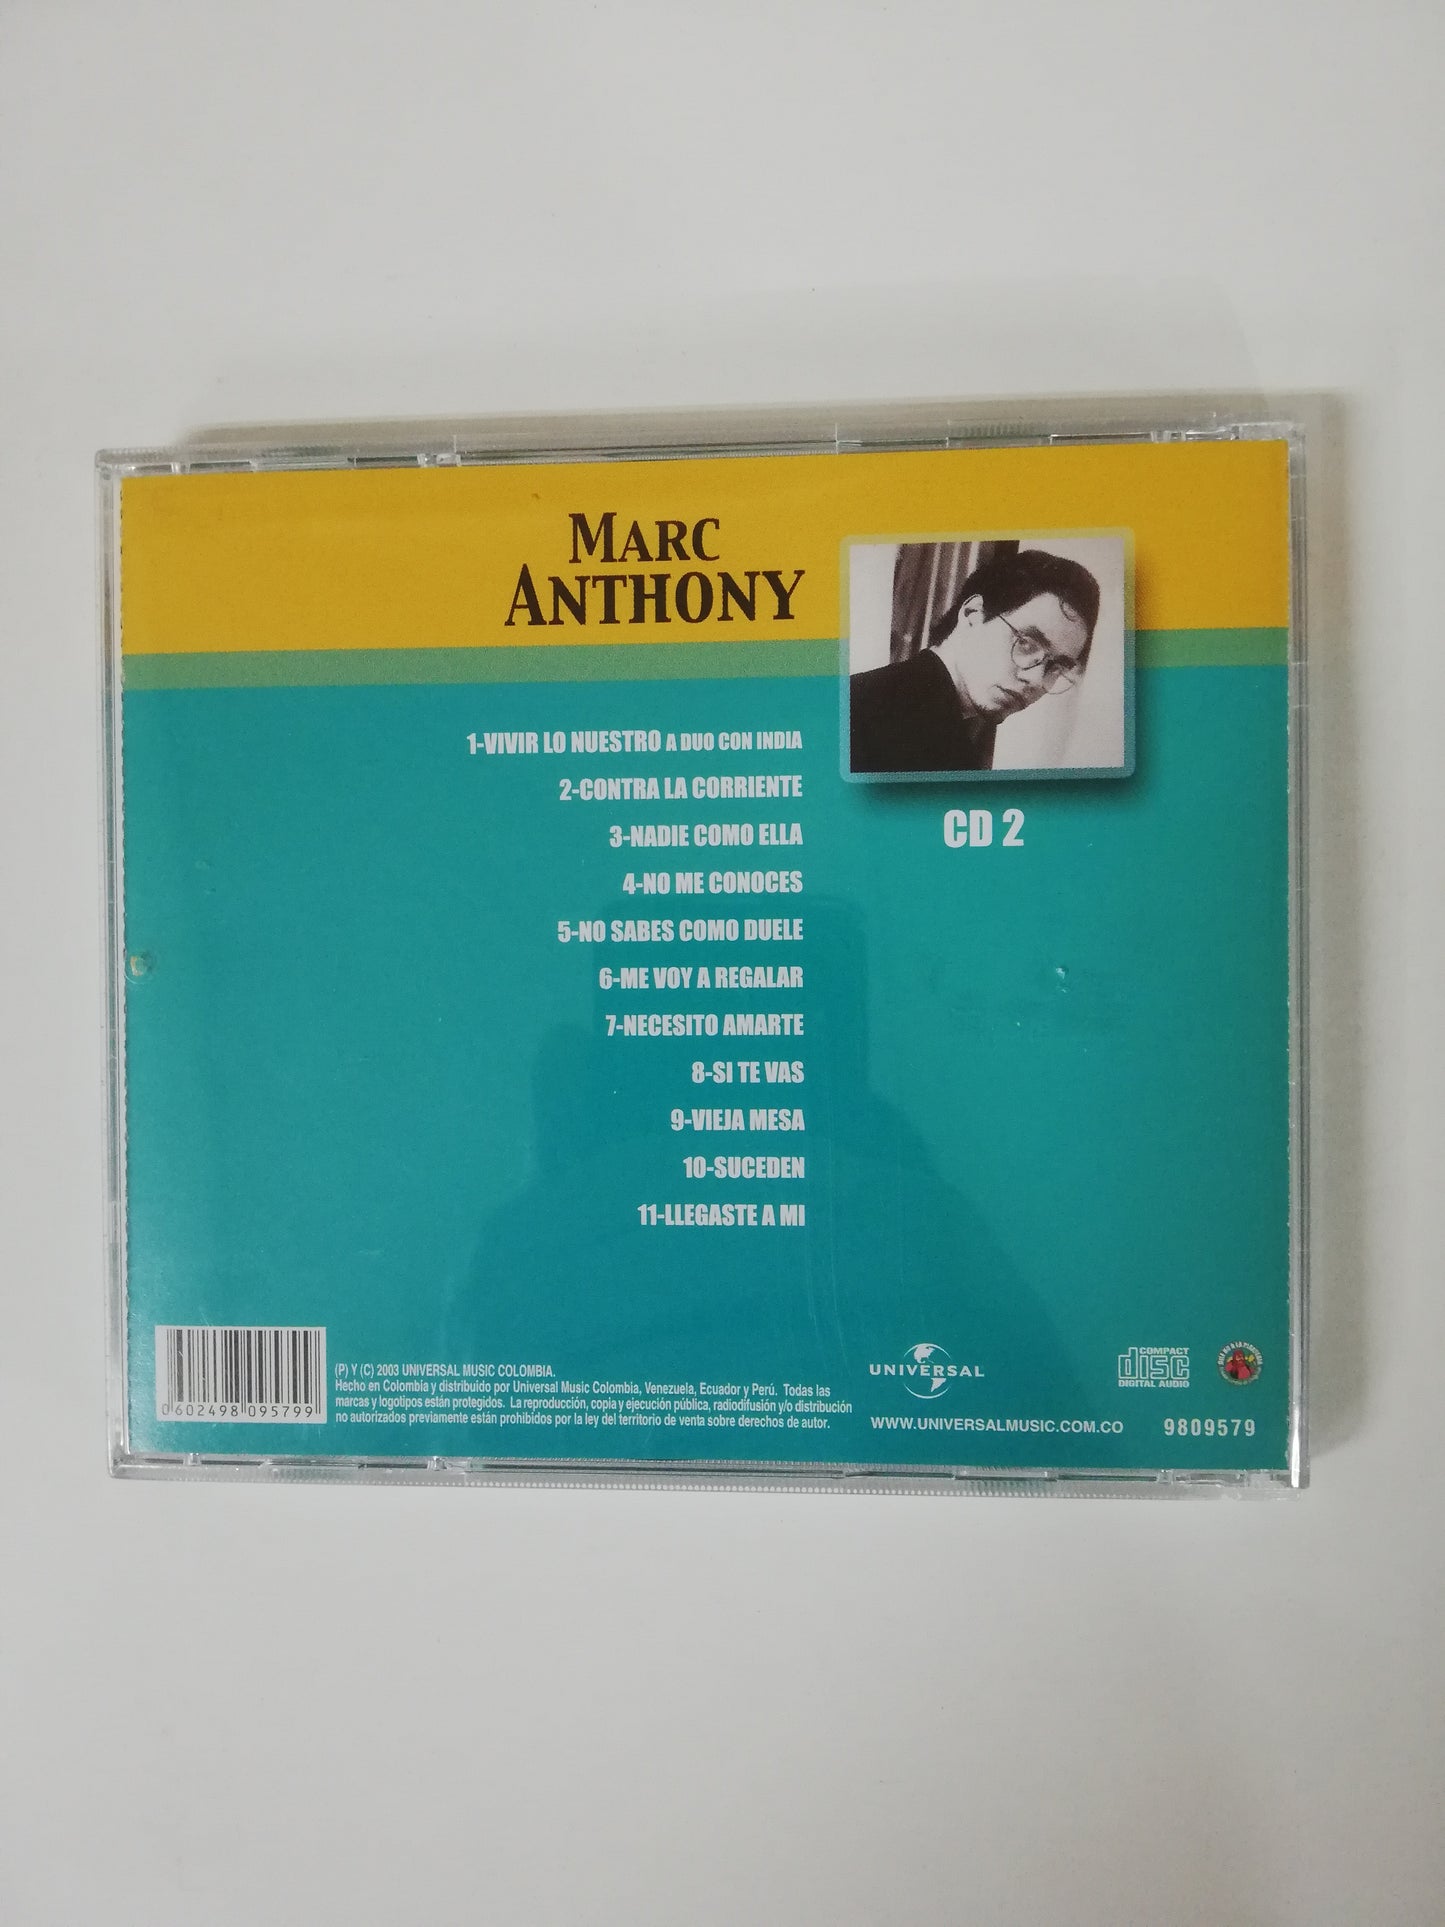 MARC
ANTHONY
1-VIVIR LO NUESTRO A DUO CON INDIA
2-CONTRA LA CORRIENTE
3-NADIE COMO ELLA
4-NO ME CONOCES
5-NO SABES COMO DUELE
6-ME VOY A REGALAR
7-NECESITO AMARTE
8-SI TE VAS
9-VIEJA MESA
10-SUCEDEN
11-LLEGASTE A MI
CD 2
0 602498 095799
(P) Y (C) 2003 UNIVERSAL MUSIC COLOMBIA.
Hecho en Colombia y distribuido por Universal Music Colombia, Venezuela, Ecuador y Perú. Todas las
marcas y logotipos están protegidos. La reproducción, copia y ejecución pública, radiodifusión y/o distribución
no autorizados previamente están prohibidos por la ley del territorio de venta sobre derechos de autor.
UNIVERSAL
WWW.UNIVERSALMUSIC.COM.CO
COMPACT
disc
DIGITAL AUDIO
9809579